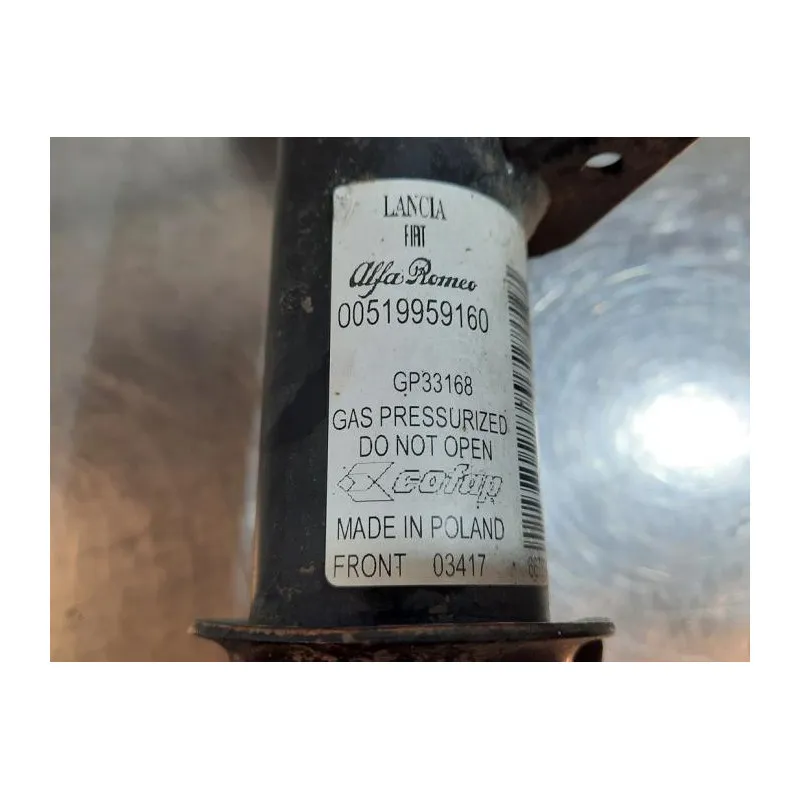 LANCIA
FIAT
Alfa Romeo
00519959160
GP33168
GAS PRESSURIZED
DO NOT OPEN
cofap
MADE IN POLAND
FRONT 03417